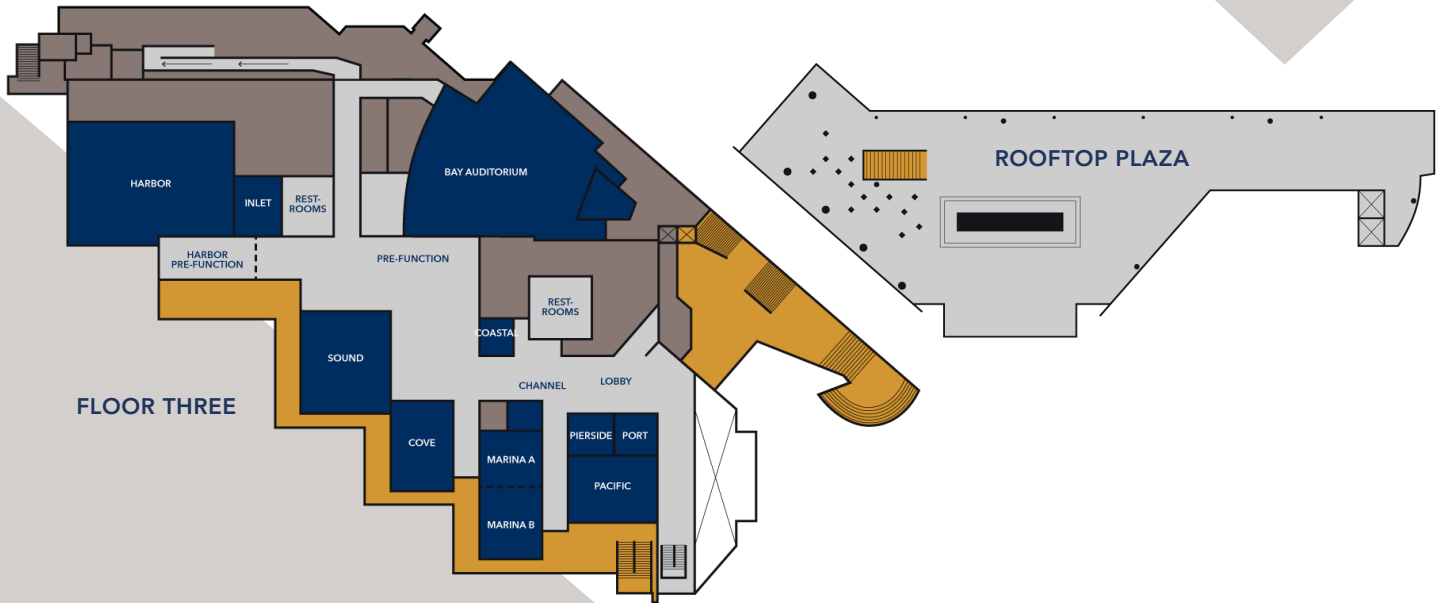 ROOFTOP PLAZA
BAY AUDITORIUM
HARBOR
INLET
REST-
ROOMS
HARBOR
PRE-FUNCTION
PRE-FUNCTION
REST-
ROOMS
COASTAL
SOUND
CHANNEL
LOBBY
FLOOR THREE
COVE
PIERSIDE
PORT
MARINA A
PACIFIC
MARINA B